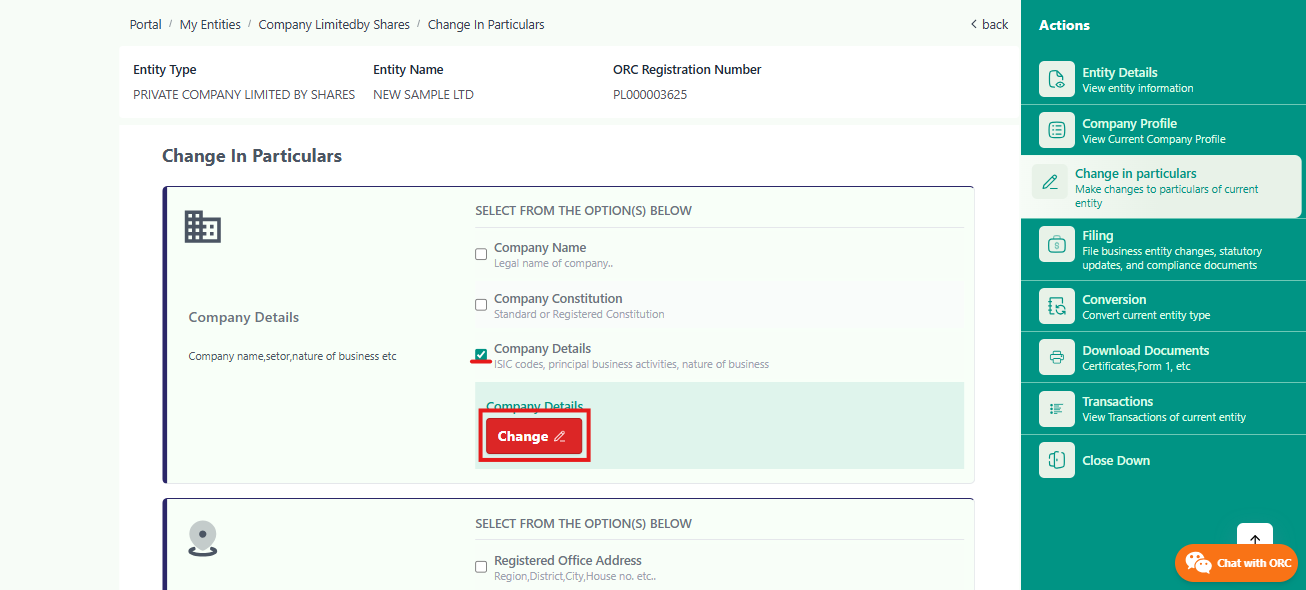 Portal / My Entities / Company Limitedby Shares / Change In Particulars
back
Entity Type
PRIVATE COMPANY LIMITED BY SHARES
Entity Name
NEW SAMPLE LTD
ORC Registration Number
PL000003625
Change In Particulars
Company Details
Company name,setor,nature of business etc
SELECT FROM THE OPTION(S) BELOW
Company Name
Legal name of company..
Company Constitution
Standard or Registered Constitution
Company Details
ISIC codes, principal business activities, nature of business
Company Details
Change
SELECT FROM THE OPTION(S) BELOW
Registered Office Address
Region,District,City,House no. etc..
Actions
Entity Details
View entity information
Company Profile
View Current Company Profile
Change in particulars
Make changes to particulars of current
entity
Filing
File business entity changes, statutory
updates, and compliance documents
Conversion
Convert current entity type
Download Documents
Certificates,Form 1, etc
Transactions
View Transactions of current entity
Close Down
Chat with ORC